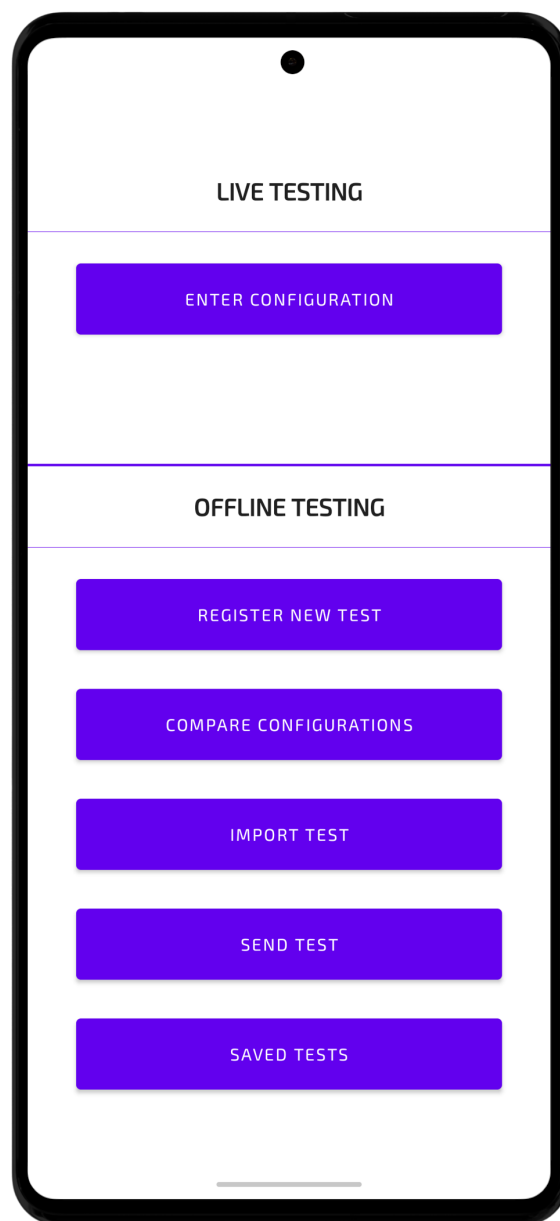 LIVE TESTING
ENTER CONFIGURATION
OFFLINE TESTING
REGISTER NEW TEST
COMPARE CONFIGURATIONS
IMPORT TEST
SEND TEST
SAVED TESTS